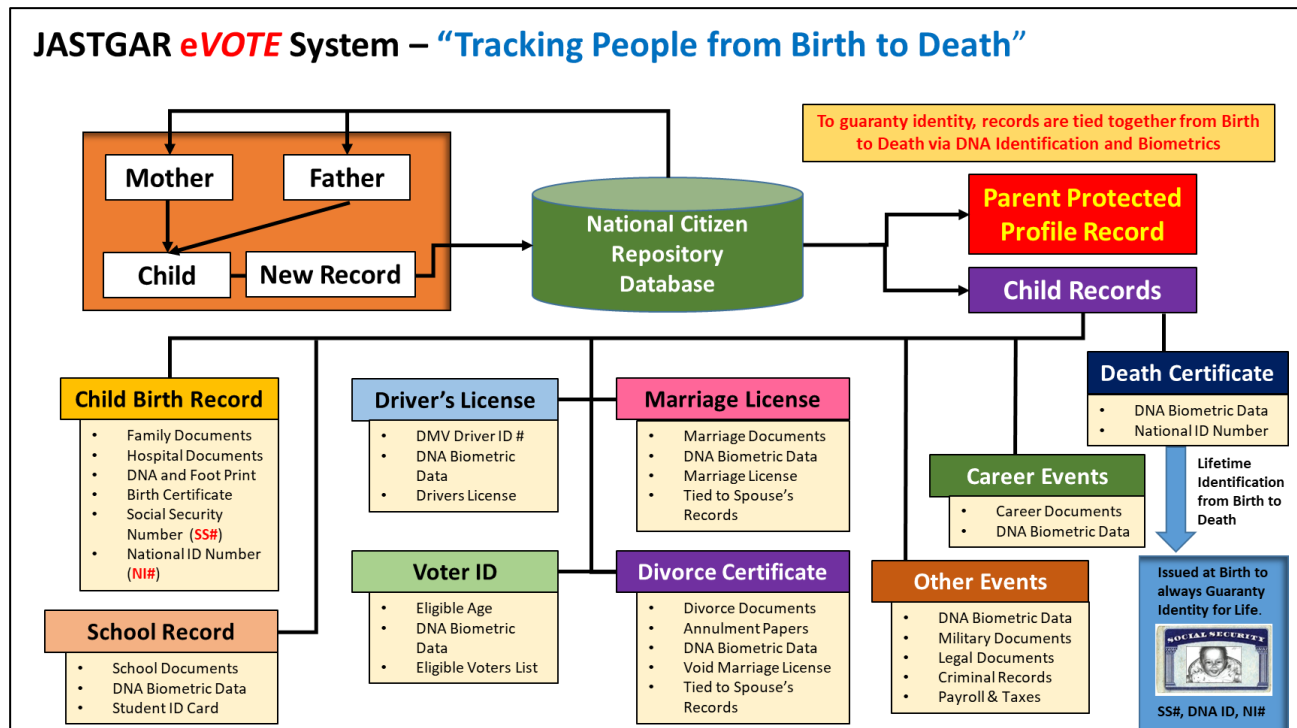 JASTGAR eVOTE System – “Tracking People from Birth to Death”
To guaranty identity, records are tied together from Birth
to Death via DNA Identification and Biometrics
Mother
Father
Child
New Record
National Citizen
Repository
Database
Parent Protected
Profile Record
Child Records
Child Birth Record
• Family Documents
• Hospital Documents
• DNA and Foot Print
• Birth Certificate
• Social Security
Number (SS#)
• National ID Number
(NI#)
School Record
• School Documents
• DNA Biometric Data
• Student ID Card
Driver’s License
• DMV Driver ID #
• DNA Biometric
Data
• Drivers License
Voter ID
• Eligible Age
• DNA Biometric
Data
• Eligible Voters List
Marriage License
• Marriage Documents
• DNA Biometric Data
• Marriage License
• Tied to Spouse’s
Records
Divorce Certificate
• Divorce Documents
• Annulment Papers
• DNA Biometric Data
• Void Marriage License
• Tied to Spouse’s
Records
Career Events
• Career Documents
• DNA Biometric Data
Other Events
• DNA Biometric Data
• Military Documents
• Legal Documents
• Criminal Records
• Payroll & Taxes
Death Certificate
• DNA Biometric Data
• National ID Number
Lifetime
Identification
from Birth to
Death
Issued at Birth to
always Guaranty
Identity for Life.
SOCIAL SECURITY
SS#, DNA ID, NI#